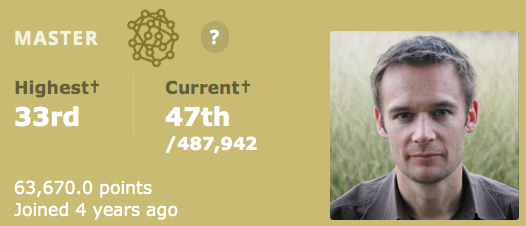 MASTER ?
Highest† Current†
33rd 47th
/487,942
63,670.0 points
Joined 4 years ago